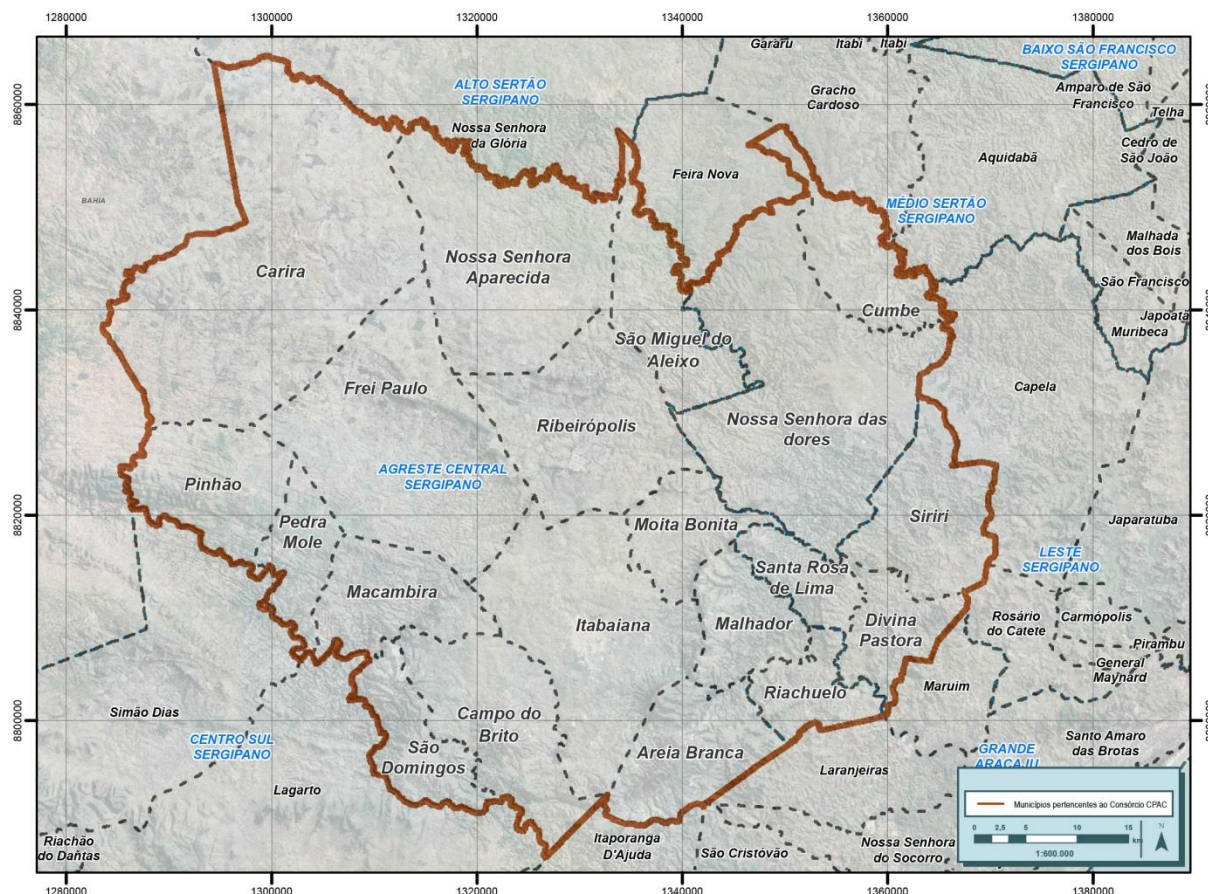 1280000
1300000
1320000
1340000
1360000
1380000
Gararu
Itabi
Itabi
BAIXO SÃO FRANCISCO
SERGIPANO
ALTO SERTÃO
SERGIPANO
Gracho
Cardoso
Amparo de São
Francisco
Telha
8860000
8860000
Nossa Senhora
da Glória
Cedro de
São João
Aquidabã
Feira Nova
BAHIA
MÉDIO SERTÃO
SERGIPANO
Malhada
dos Bois
Nossa Senhora
Aparecida
Carira
São Francisco
Cumbe
Japoatã
8840000
8840000
Muribeca
São Miguel do
Aleixo
Frei Paulo
Capela
Ribeirópolis
Nossa Senhora das
dores
AGRESTE CENTRAL
SERGIPANO
Pinhão
8820000
8820000
Pedra
Mole
Moita Bonita
Siriri
Japaratuba
LESTE
SERGIPANO
Santa Rosa
de Lima
Macambira
Itabaiana
Malhador
Divina
Pastora
Rosário
do Catete
Carmópolis
Pirambu
General
Maynard
Riachuelo
Maruim
8800000
8800000
Simão Dias
Campo do
Brito
CENTRO SUL
SERGIPANO
Areia Branca
Santo Amaro
das Brotas
São
Domingos
GRANDE
ARACAJU
Laranjeiras
Lagarto
Municípios pertencentes ao Consórcio CPAC
0 2,5 5 10 15
km
N
1:600.000
Riachão
do Dantas
Itaporanga
D'Ajuda
São Cristóvão
Nossa Senhora
do Socorro
1280000
1300000
1320000
1340000
1360000
1380000